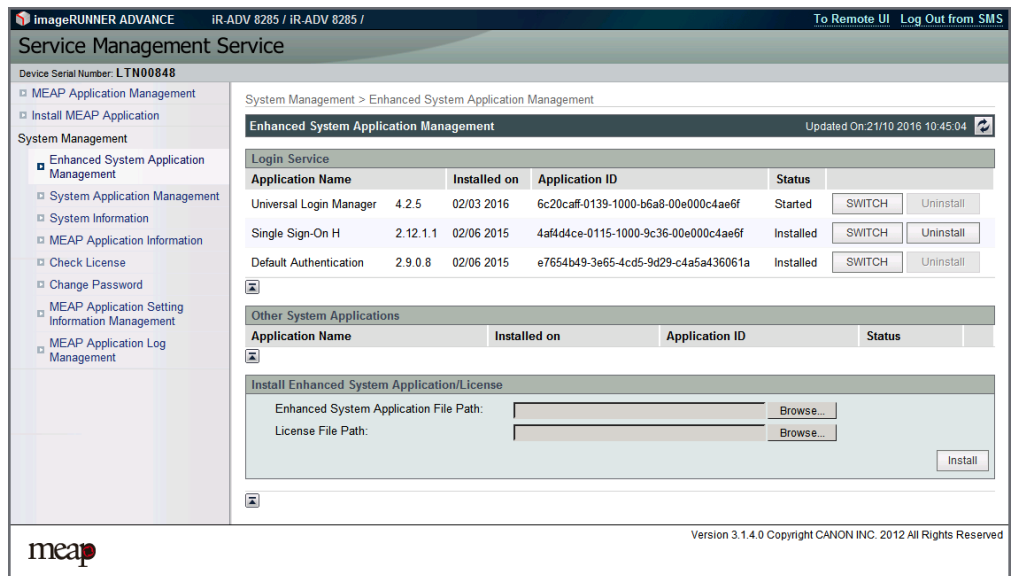 imageRUNNER ADVANCE iR-ADV 8285 / iR-ADV 8285 / To Remote UI Log Out from SMS
Service Management Service
Device Serial Number: LTN00848
MEAP Application Management
Install MEAP Application
System Management
Enhanced System Application
Management
System Application Management
System Information
MEAP Application Information
Check License
Change Password
MEAP Application Setting
Information Management
MEAP Application Log
Management
System Management > Enhanced System Application Management
Enhanced System Application Management Updated On:21/10 2016 10:45:04
Login Service
Application Name Installed on Application ID Status
Universal Login Manager 4.2.5 02/03 2016 6c20caff-0139-1000-b6a8-00e000c4ae6f Started SWITCH Uninstall
Single Sign-On H 2.12.1.1 02/06 2015 4af4d4ce-0115-1000-9c36-00e000c4ae6f Installed SWITCH Uninstall
Default Authentication 2.9.0.8 02/06 2015 e7654b49-3e65-4cd5-9d29-c4a5a436061a Installed SWITCH Uninstall
Other System Applications
Application Name Installed on Application ID Status
Install Enhanced System Application/License
Enhanced System Application File Path: Browse...
License File Path: Browse...
Install
Version 3.1.4.0 Copyright CANON INC. 2012 All Rights Reserved
meap